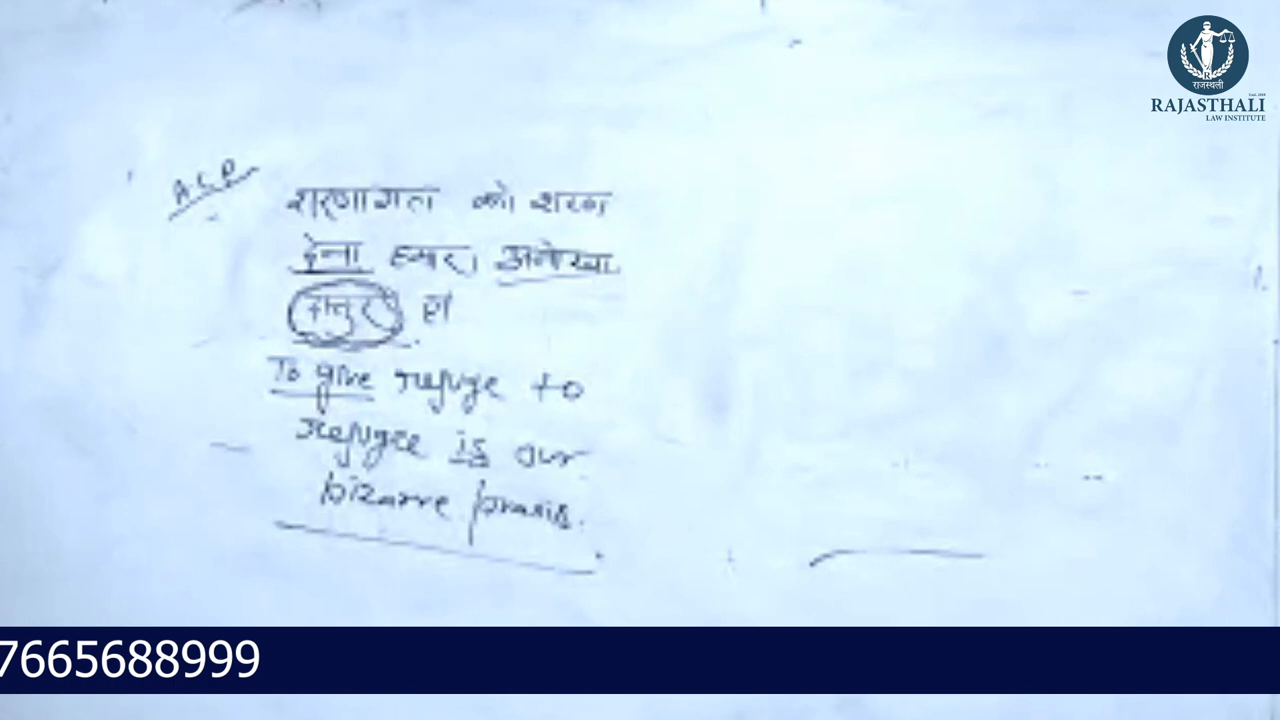 राजस्थली
RAJASTHALI
LAW INSTITUTE
शरणागत को शरण
देना हमारा अनोखा
दस्तूर है।
To give refuge to
refugee is our
bizarre praxis.
7665688999